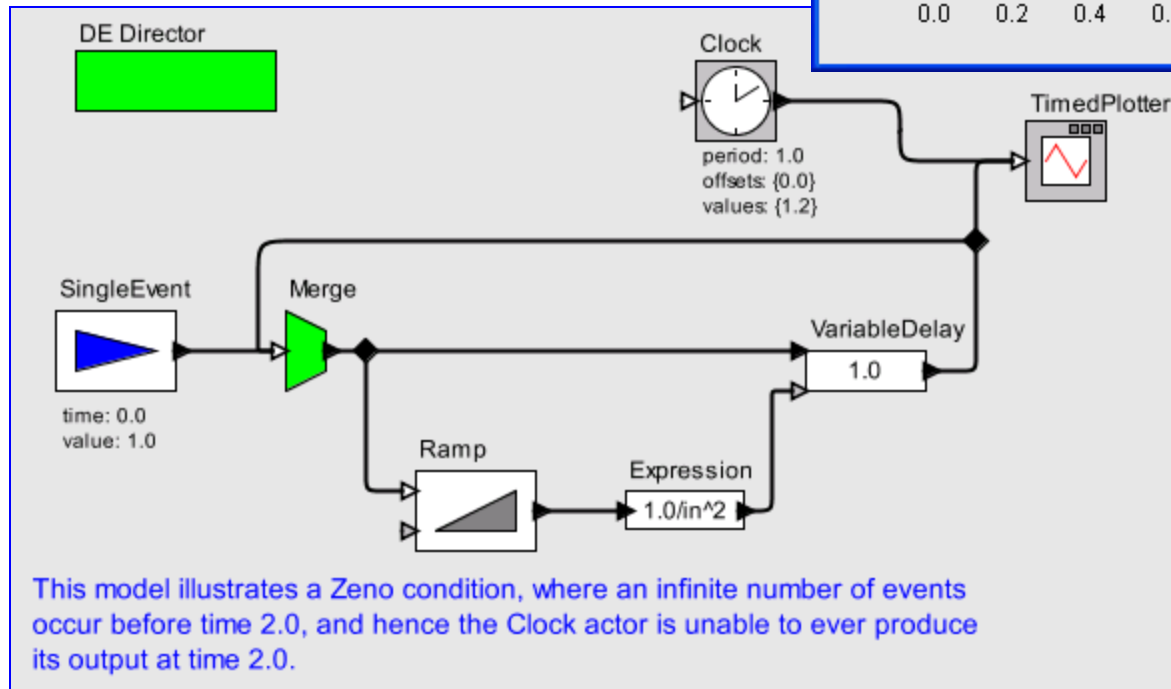 0.0 0.2 0.4 0.
DE Director
Clock
TimedPlotter
period: 1.0
offsets: {0.0}
values: {1.2}
SingleEvent
Merge
VariableDelay
1.0
time: 0.0
value: 1.0
Ramp
Expression
1.0/in^2
This model illustrates a Zeno condition, where an infinite number of events
occur before time 2.0, and hence the Clock actor is unable to ever produce
its output at time 2.0.